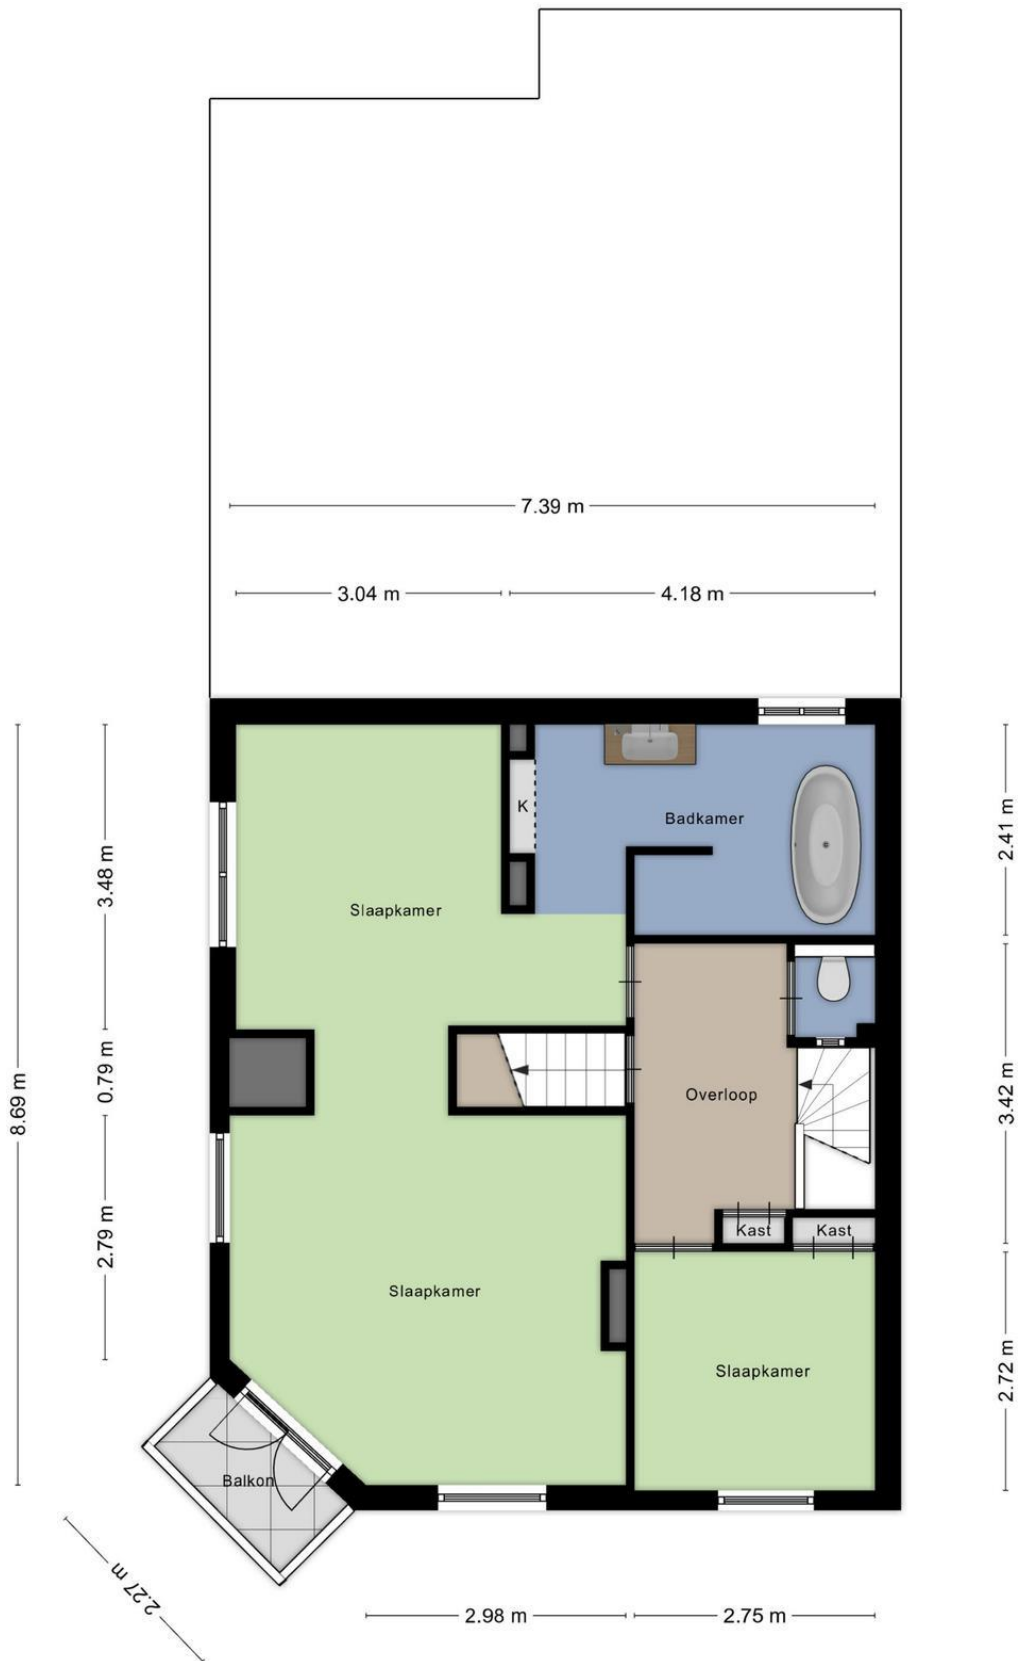 7.39 m
3.04 m
4.18 m
K
Badkamer
2.41 m
3.48 m
Slaapkamer
8.69 m
0.79 m
Overloop
3.42 m
2.79 m
Kast
Kast
Slaapkamer
Slaapkamer
2.72 m
Balkon
2.27 m
2.98 m
2.75 m